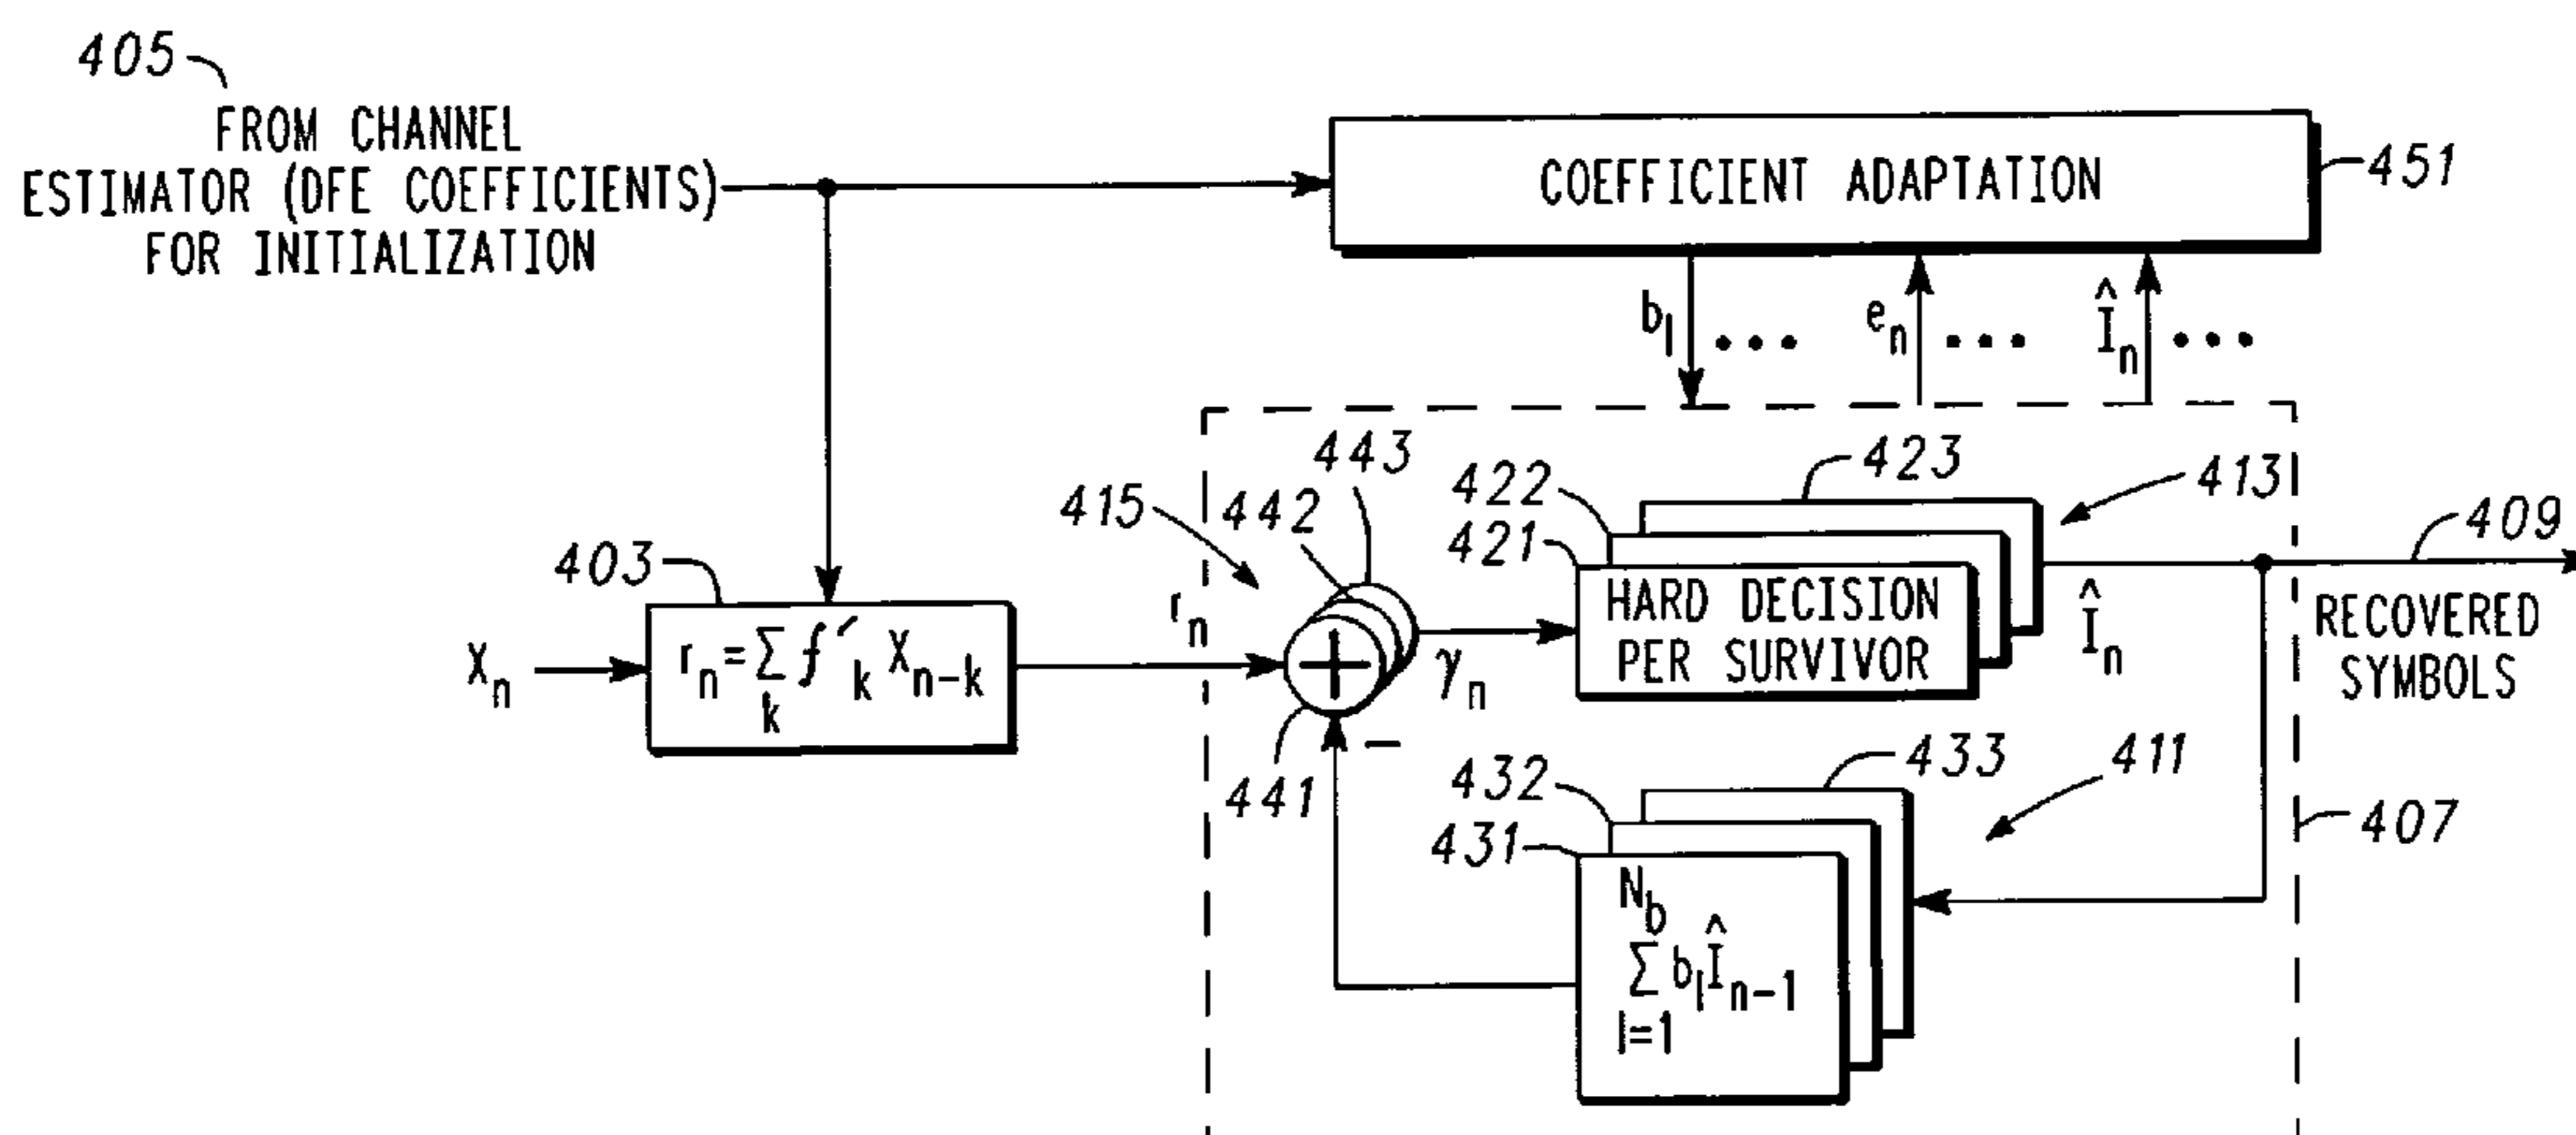 405
FROM CHANNEL
ESTIMATOR (DFE COEFFICIENTS)
FOR INITIALIZATION
COEFFICIENT ADAPTATION
451
b_l ...
e_n ...
Î_n ...
403
X_n
r_n = Σ_k f'_k X_{n-k}
415
r_n
443
442
441
γ_n
422
421
423
413
HARD DECISION
PER SURVIVOR
Î_n
409
RECOVERED
SYMBOLS
–
432
431
433
411
407
N_b
Σ b_l Î_{n-1}
l=1